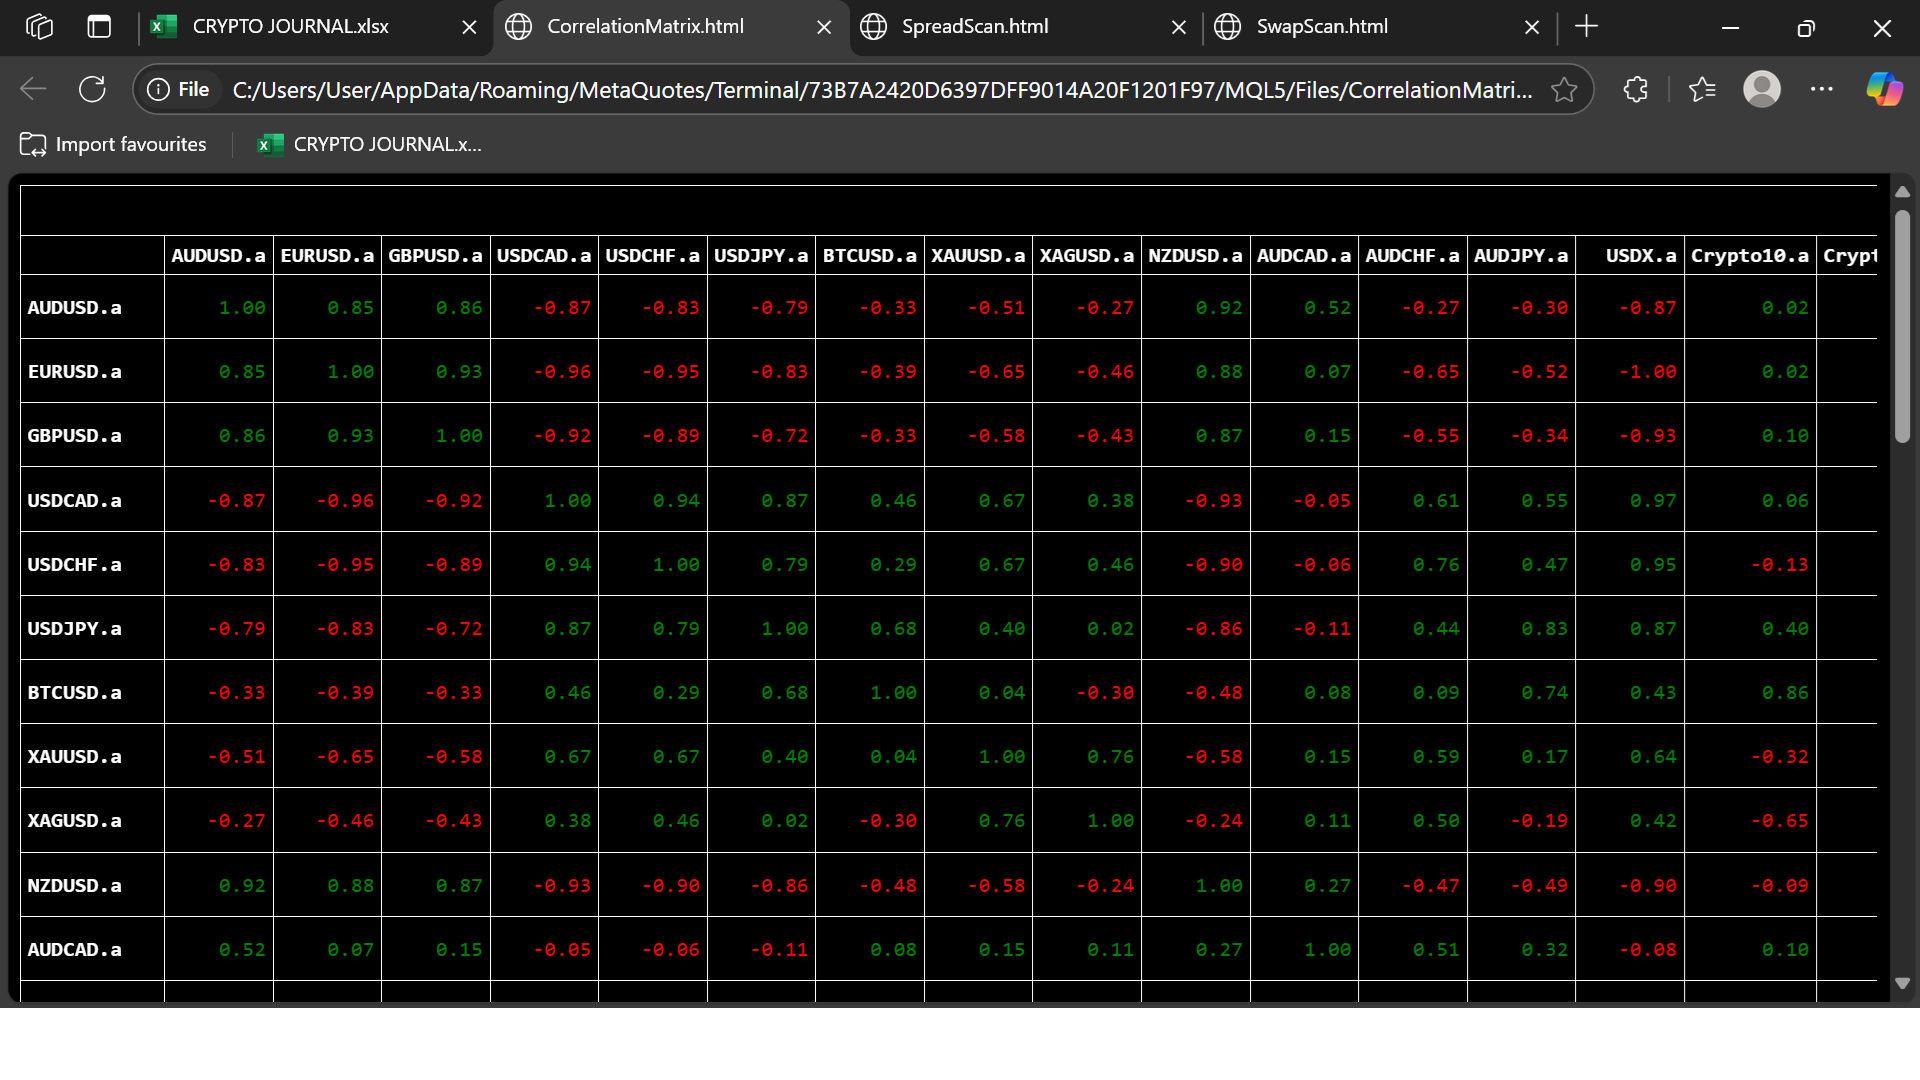 CRYPTO JOURNAL.xlsx CorrelationMatrix.html SpreadScan.html SwapScan.html
File C:/Users/User/AppData/Roaming/MetaQuotes/Terminal/73B7A2420D6397DFF9014A20F1201F97/MQL5/Files/CorrelationMatri...
Import favourites CRYPTO JOURNAL.x...
AUDUSD.a EURUSD.a GBPUSD.a USDCAD.a USDCHF.a USDJPY.a BTCUSD.a XAUUSD.a XAGUSD.a NZDUSD.a AUDCAD.a AUDCHF.a AUDJPY.a USDX.a Crypto10.a Crypt
AUDUSD.a 1.00 0.85 0.86 -0.87 -0.83 -0.79 -0.33 -0.51 -0.27 0.92 0.52 -0.27 -0.30 -0.87 0.02
EURUSD.a 0.85 1.00 0.93 -0.96 -0.95 -0.83 -0.39 -0.65 -0.46 0.88 0.07 -0.65 -0.52 -1.00 0.02
GBPUSD.a 0.86 0.93 1.00 -0.92 -0.89 -0.72 -0.33 -0.58 -0.43 0.87 0.15 -0.55 -0.34 -0.93 0.10
USDCAD.a -0.87 -0.96 -0.92 1.00 0.94 0.87 0.46 0.67 0.38 -0.93 -0.05 0.61 0.55 0.97 0.06
USDCHF.a -0.83 -0.95 -0.89 0.94 1.00 0.79 0.29 0.67 0.46 -0.90 -0.06 0.76 0.47 0.95 -0.13
USDJPY.a -0.79 -0.83 -0.72 0.87 0.79 1.00 0.68 0.40 0.02 -0.86 -0.11 0.44 0.83 0.87 0.40
BTCUSD.a -0.33 -0.39 -0.33 0.46 0.29 0.68 1.00 0.04 -0.30 -0.48 0.08 0.09 0.74 0.43 0.86
XAUUSD.a -0.51 -0.65 -0.58 0.67 0.67 0.40 0.04 1.00 0.76 -0.58 0.15 0.59 0.17 0.64 -0.32
XAGUSD.a -0.27 -0.46 -0.43 0.38 0.46 0.02 -0.30 0.76 1.00 -0.24 0.11 0.50 -0.19 0.42 -0.65
NZDUSD.a 0.92 0.88 0.87 -0.93 -0.90 -0.86 -0.48 -0.58 -0.24 1.00 0.27 -0.47 -0.49 -0.90 -0.09
AUDCAD.a 0.52 0.07 0.15 -0.05 -0.06 -0.11 0.08 0.15 0.11 0.27 1.00 0.51 0.32 -0.08 0.10